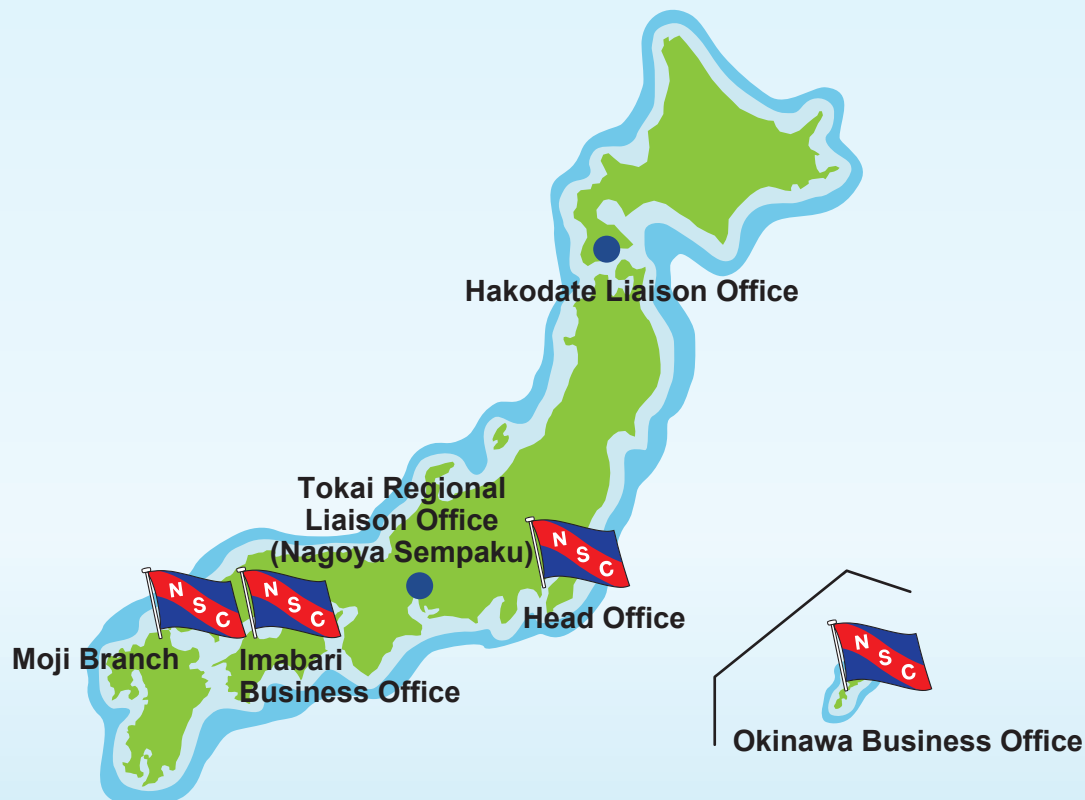 Hakodate Liaison Office
Tokai Regional
Liaison Office
(Nagoya Sempaku)
N S C
Head Office
N S C
Moji Branch
N S C
Imabari
Business Office
N S C
Okinawa Business Office